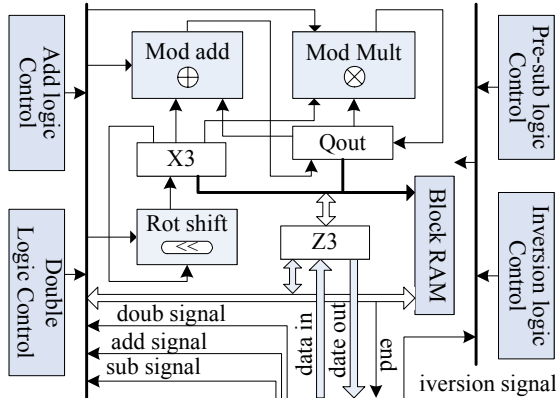 Add logic
Control
Mod add
Mod Mult
Pre-sub logic
Control
X3
Qout
Rot shift
<<
Z3
Block RAM
Double
Logic Control
Inversion logic
Control
doub signal
add signal
sub signal
data in
date out
end
iversion signal